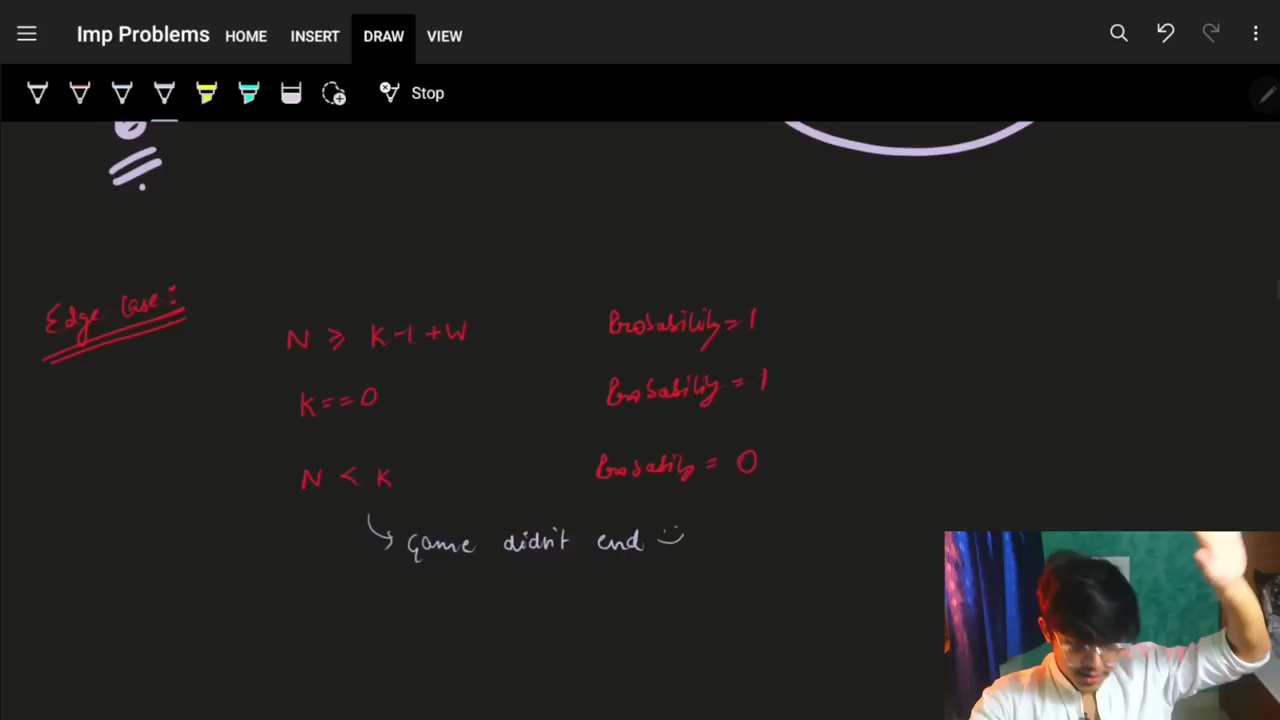 Imp Problems HOME INSERT DRAW VIEW
Stop
Edge Case:
N ≥ K-1+W Probability = 1
K==0 Probability = 1
N < K Probability = 0
game didn't end